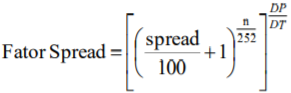 Fator Spread = [((spread/100) + 1)^(n/252)]^(DP/DT)